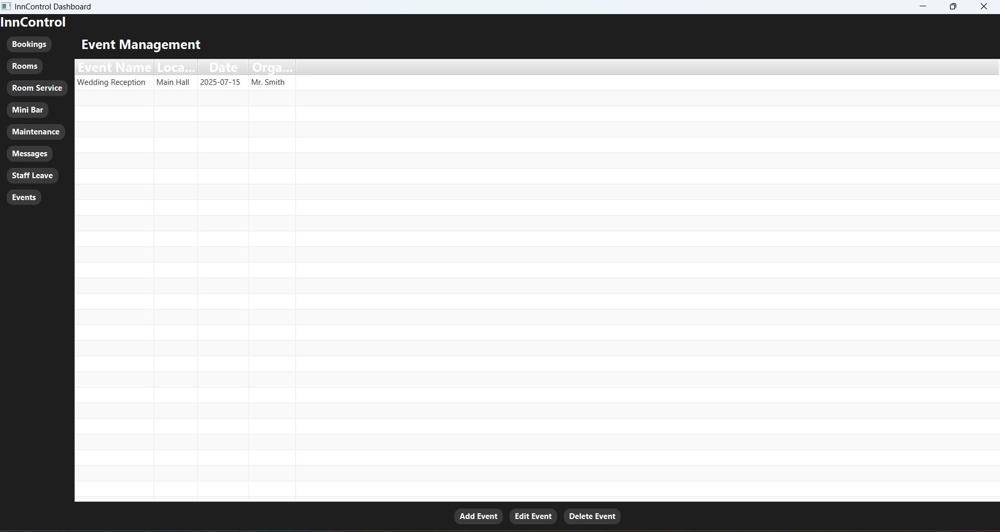 InnControl Dashboard
InnControl
Bookings
Rooms
Room Service
Mini Bar
Maintenance
Messages
Staff Leave
Events
Event Management
Event Name Loca... Date Orga...
Wedding Reception Main Hall 2025-07-15 Mr. Smith
Add Event Edit Event Delete Event